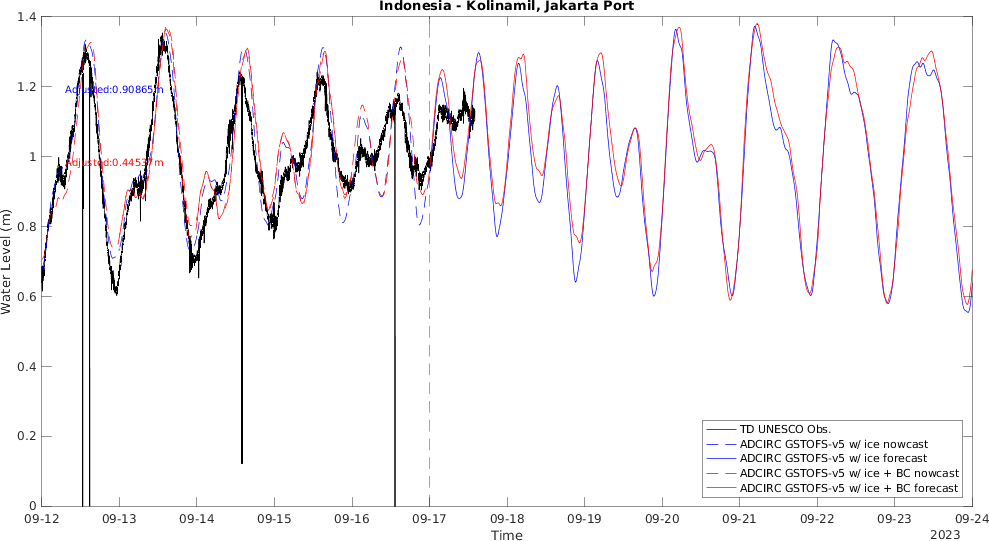 Indonesia - Kolinamil, Jakarta Port
Water Level (m)
1.4
1.2
1
0.8
0.6
0.4
0.2
0
Adjusted:0.90865m
Adjusted:0.44537m
TD UNESCO Obs.
ADCIRC GSTOFS-v5 w/ ice nowcast
ADCIRC GSTOFS-v5 w/ ice forecast
ADCIRC GSTOFS-v5 w/ ice + BC nowcast
ADCIRC GSTOFS-v5 w/ ice + BC forecast
09-12 09-13 09-14 09-15 09-16 09-17 09-18 09-19 09-20 09-21 09-22 09-23 09-24
Time
2023